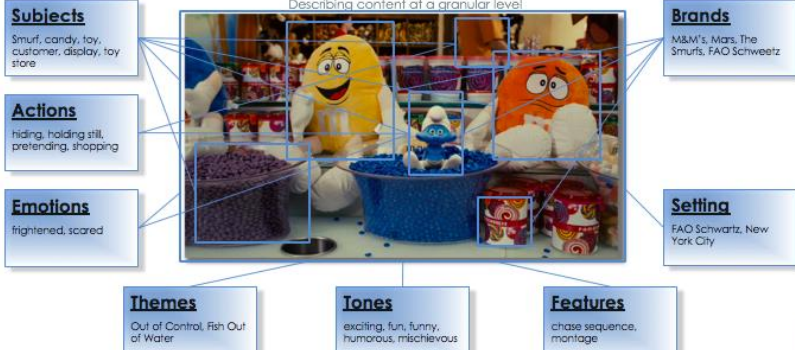 Describing content at a granular level
Subjects
Smurf, candy, toy,
customer, display, toy
store
Brands
M&M's, Mars, The
Smurfs, FAO Schweetz
Actions
hiding, holding still,
pretending, shopping
Emotions
frightened, scared
Setting
FAO Schwartz, New
York City
Themes
Out of Control, Fish Out
of Water
Tones
exciting, fun, funny,
humorous, mischievous
Features
chase sequence,
montage